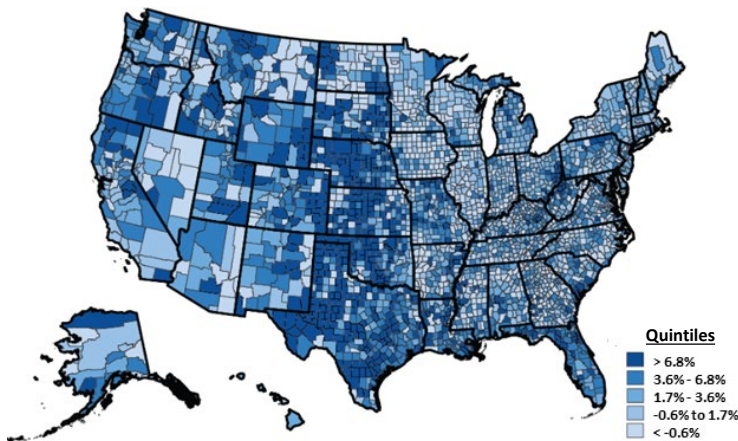 Quintiles
> 6.8%
3.6% - 6.8%
1.7% - 3.6%
-0.6% to 1.7%
< -0.6%